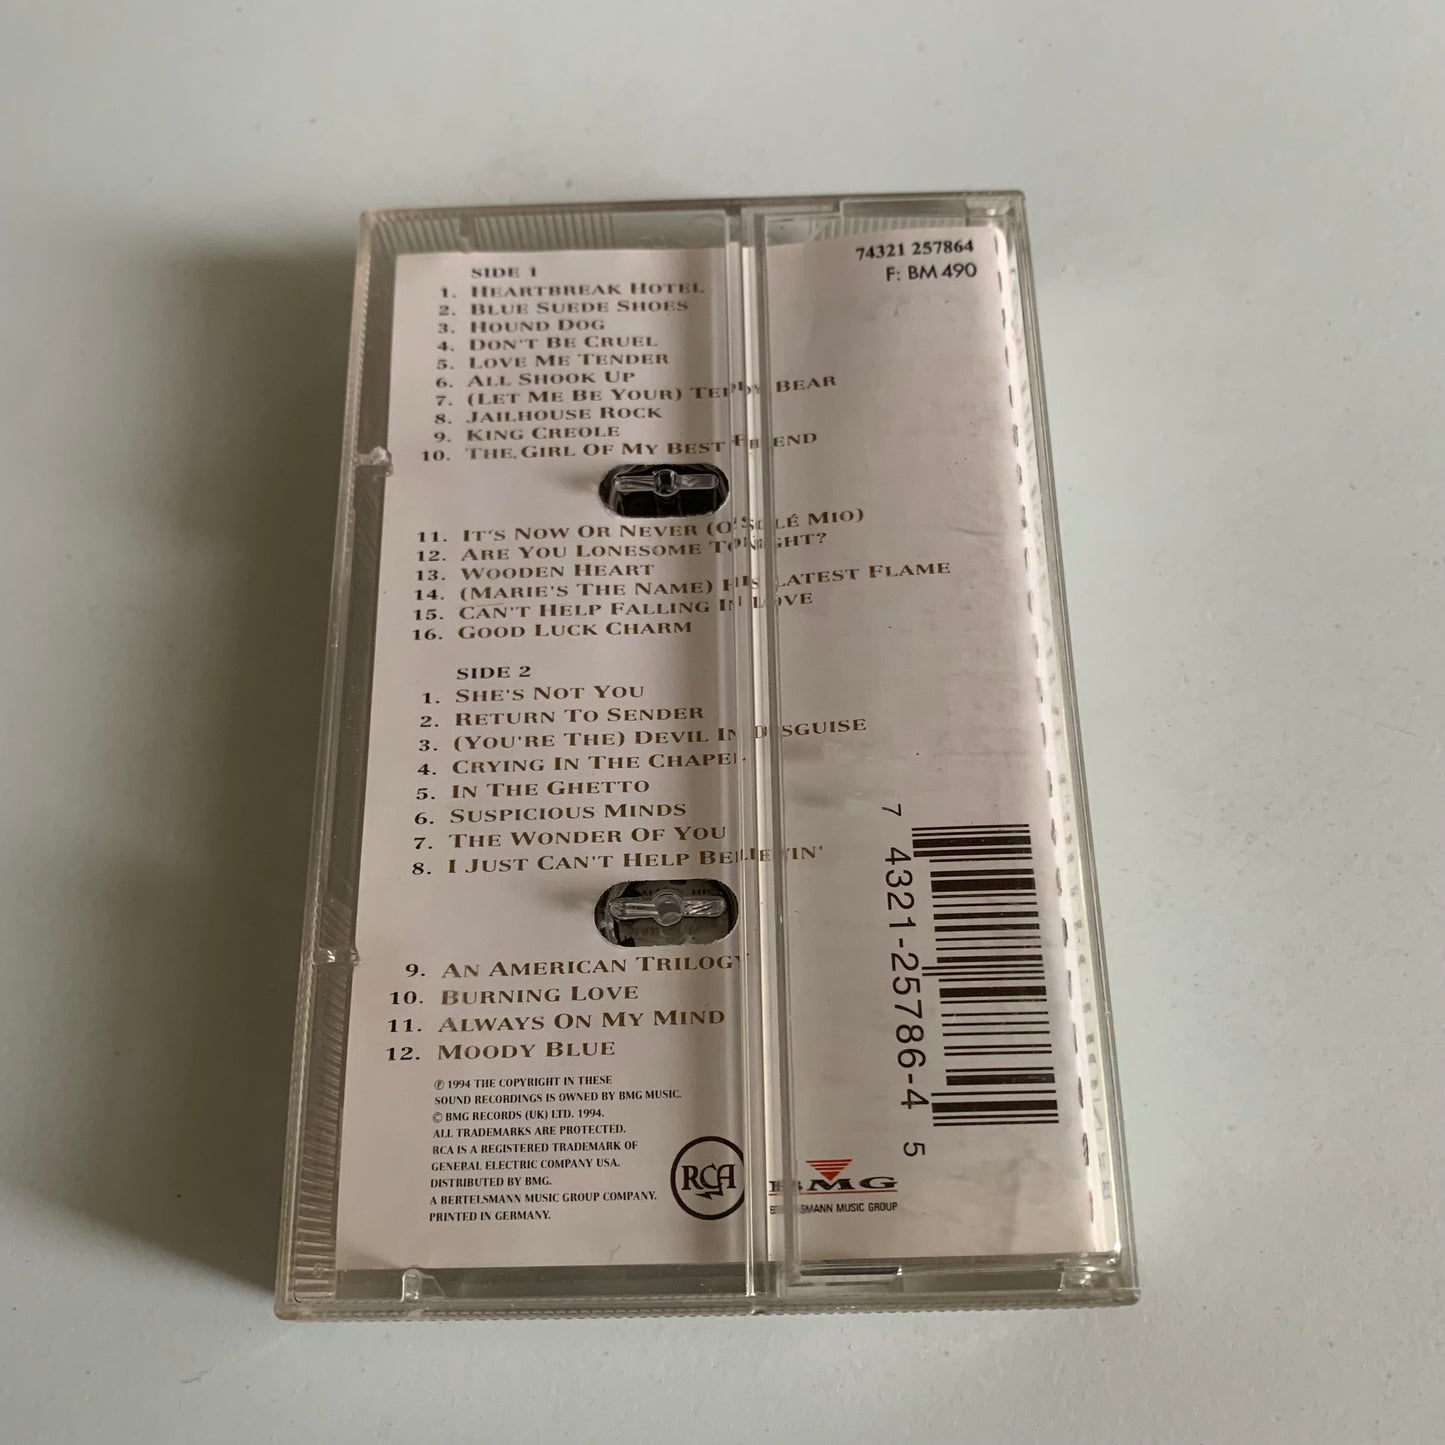 74321 257864
F: BM 490
SIDE 1
1. HEARTBREAK HOTEL
2. BLUE SUEDE SHOES
3. HOUND DOG
4. DON'T BE CRUEL
5. LOVE ME TENDER
6. ALL SHOOK UP
7. (LET ME BE YOUR) TEDDY BEAR
8. JAILHOUSE ROCK
9. KING CREOLE
10. THE GIRL OF MY BEST FRIEND
11. IT'S NOW OR NEVER (O'SOLÉ MIO)
12. ARE YOU LONESOME TONIGHT?
13. WOODEN HEART
14. (MARIE'S THE NAME) HIS LATEST FLAME
15. CAN'T HELP FALLING IN LOVE
16. GOOD LUCK CHARM
SIDE 2
1. SHE'S NOT YOU
2. RETURN TO SENDER
3. (YOU'RE THE) DEVIL IN DISGUISE
4. CRYING IN THE CHAPEL
5. IN THE GHETTO
6. SUSPICIOUS MINDS
7. THE WONDER OF YOU
8. I JUST CAN'T HELP BELIEVIN'
9. AN AMERICAN TRILOGY
10. BURNING LOVE
11. ALWAYS ON MY MIND
12. MOODY BLUE
℗ 1994 THE COPYRIGHT IN THESE
SOUND RECORDINGS IS OWNED BY BMG MUSIC.
© BMG RECORDS (UK) LTD. 1994.
ALL TRADEMARKS ARE PROTECTED.
RCA IS A REGISTERED TRADEMARK OF
GENERAL ELECTRIC COMPANY USA.
DISTRIBUTED BY BMG.
A BERTELSMANN MUSIC GROUP COMPANY.
PRINTED IN GERMANY.
RCA
BMG
BERTELSMANN MUSIC GROUP
7 4321-25786-4 5